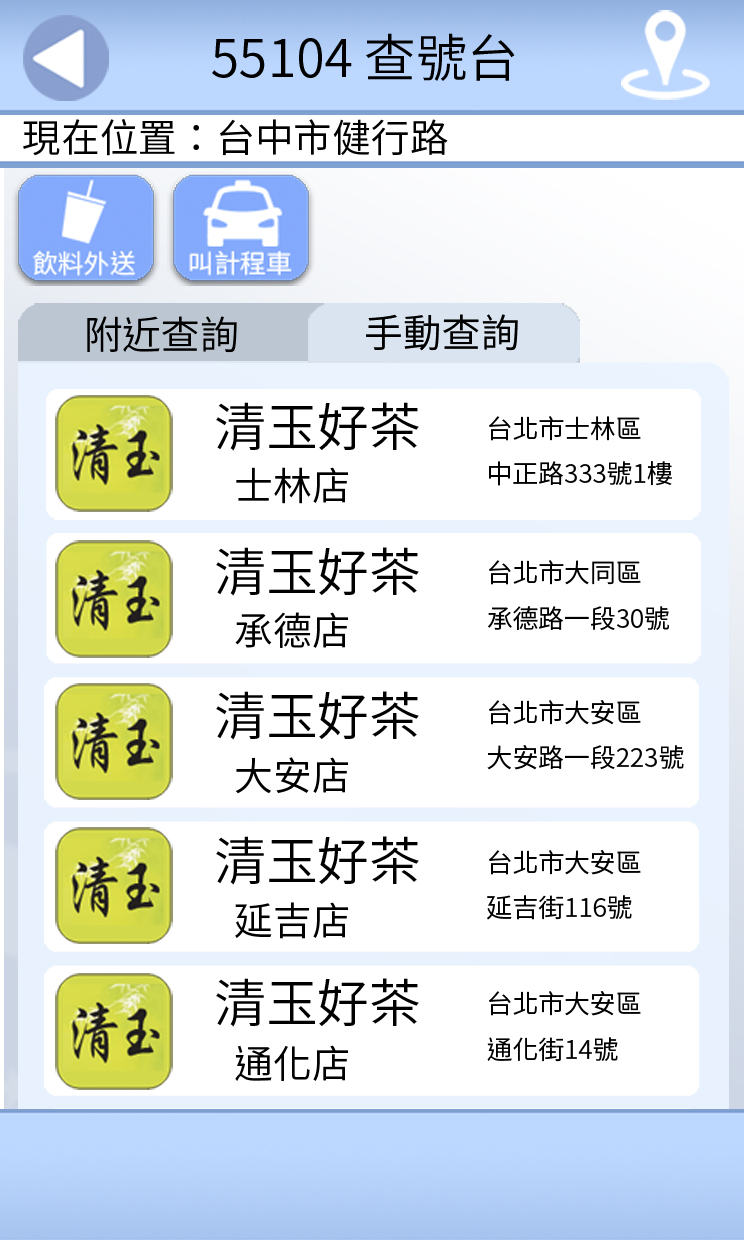 55104 查號台
現在位置：台中市健行路
飲料外送
叫計程車
附近查詢
手動查詢
清玉
清玉好茶
士林店
台北市士林區
中正路333號1樓
清玉
清玉好茶
承德店
台北市大同區
承德路一段30號
清玉
清玉好茶
大安店
台北市大安區
大安路一段223號
清玉
清玉好茶
延吉店
台北市大安區
延吉街116號
清玉
清玉好茶
通化店
台北市大安區
通化街14號